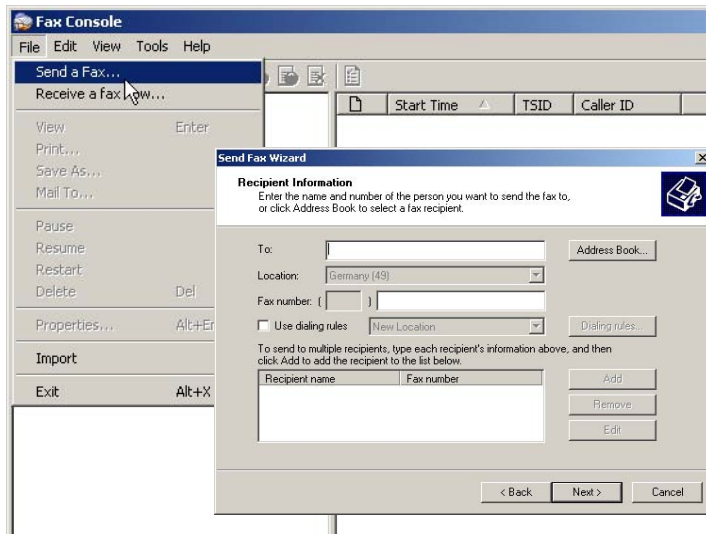 Fax Console
File Edit View Tools Help
Send a Fax...
Receive a fax now...
View Enter
Print...
Save As...
Mail To...
Pause
Resume
Restart
Delete Del
Properties... Alt+En
Import
Exit Alt+X
Start Time TSID Caller ID
Send Fax Wizard
Recipient Information
Enter the name and number of the person you want to send the fax to,
or click Address Book to select a fax recipient.
To: Address Book...
Location: Germany (49)
Fax number: ( )
Use dialing rules New Location Dialing rules...
To send to multiple recipients, type each recipient's information above, and then
click Add to add the recipient to the list below.
Recipient name Fax number
Add
Remove
Edit
< Back Next > Cancel